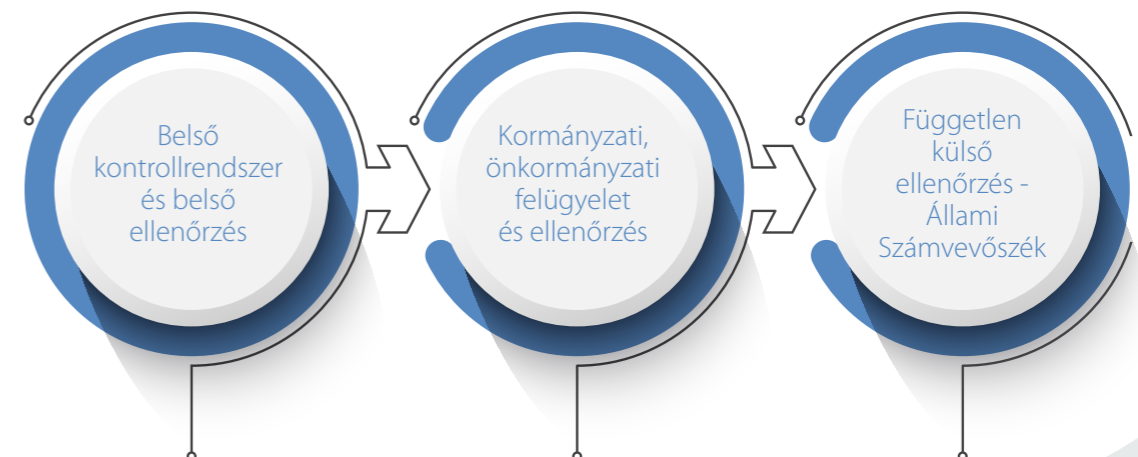 Belső
kontrollrendszer
és belső
ellenőrzés
Kormányzati,
önkormányzati
felügyelet
és ellenőrzés
Független
külső
ellenőrzés -
Állami
Számvevőszék